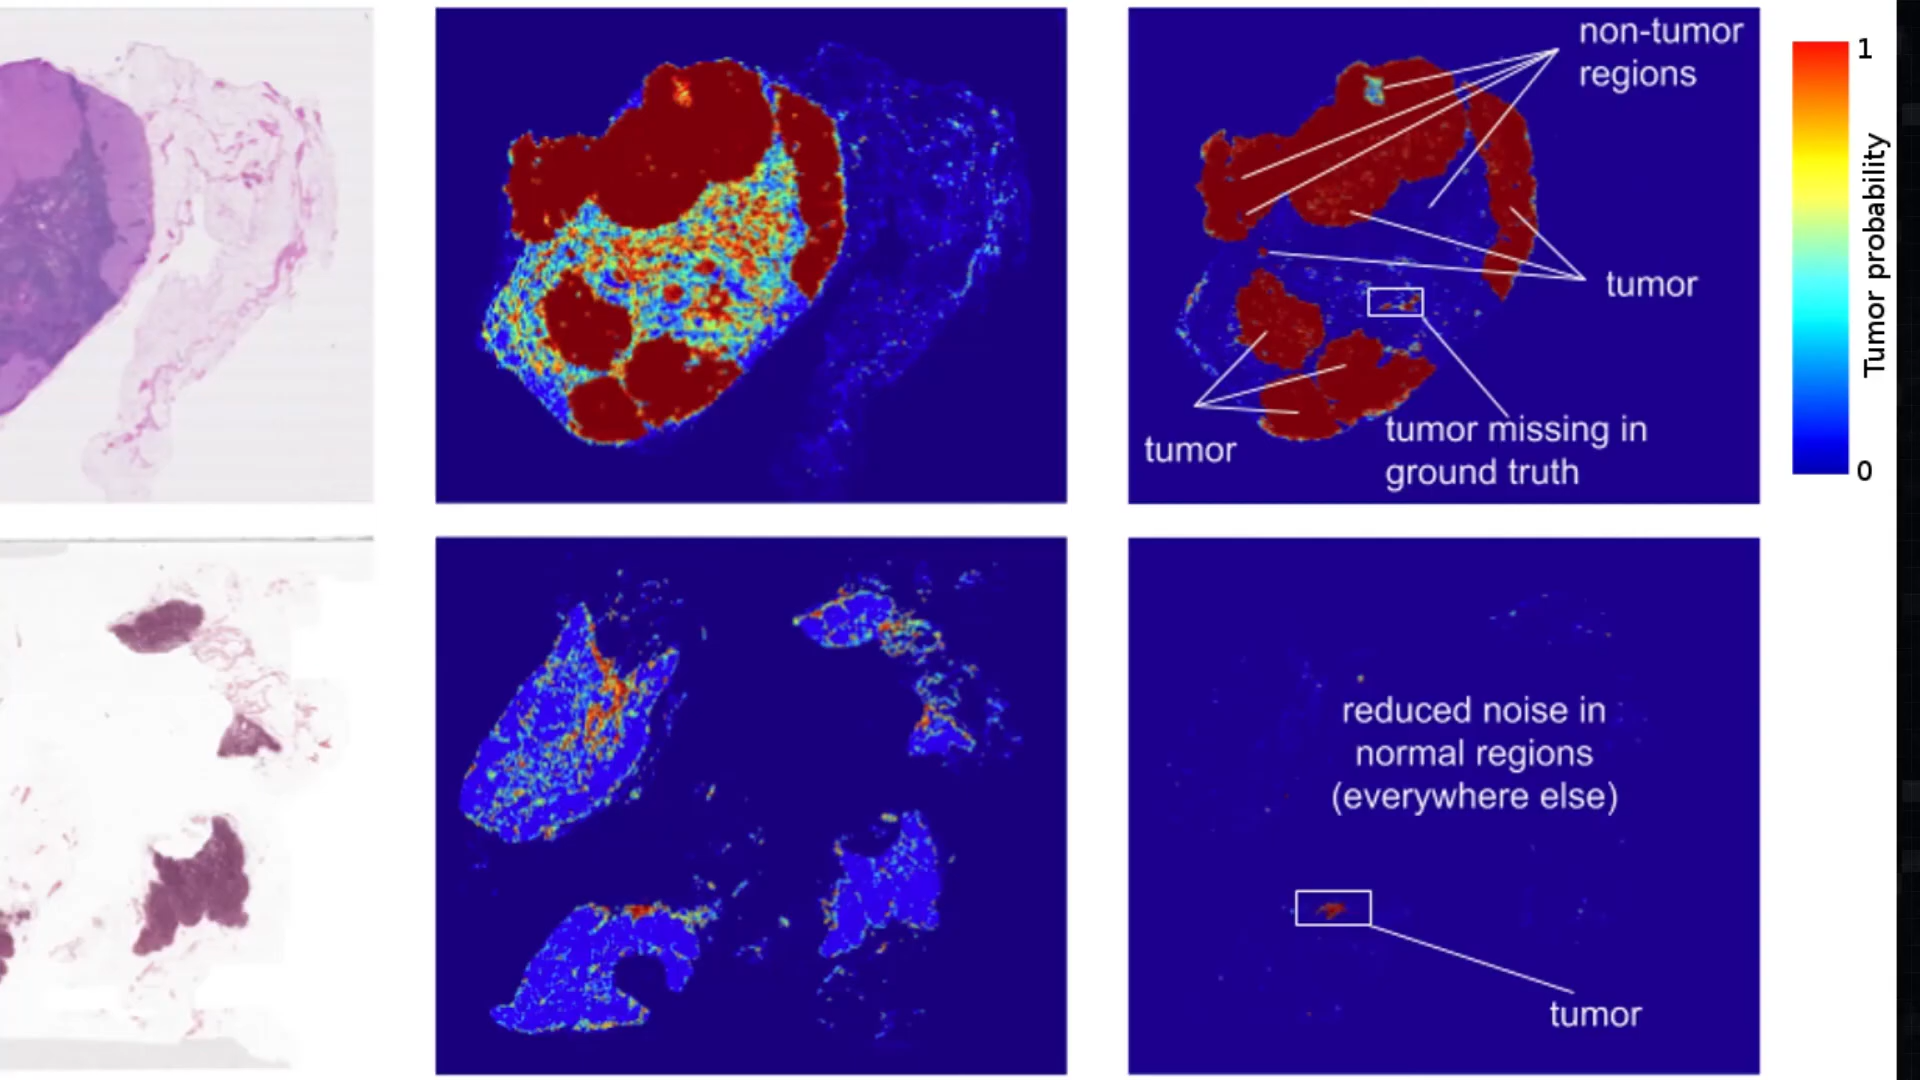 non-tumor
regions
1
Tumor probability
0
tumor
tumor
tumor missing in
ground truth
reduced noise in
normal regions
(everywhere else)
tumor